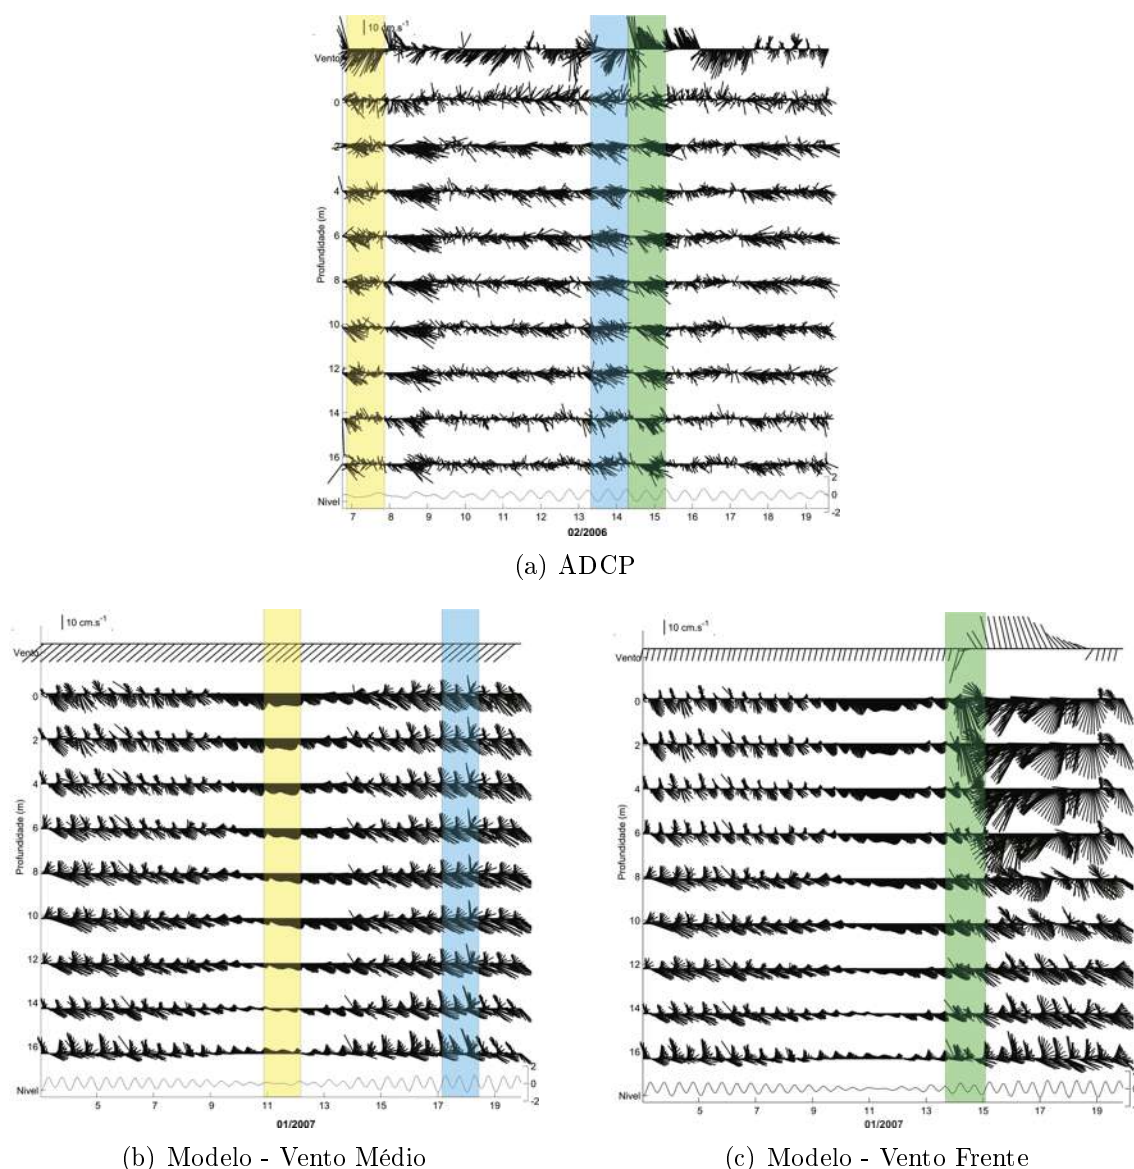 10 cm.s⁻¹
Vento
0
2
4
6
8
10
12
14
16
Profundidade (m)
Nivel
2
0
-2
7 8 9 10 11 12 13 14 15 16 17 18 19
02/2006
(a) ADCP
10 cm.s⁻¹
Vento
0
2
4
6
8
10
12
14
16
Profundidade (m)
Nivel
2
0
-2
5 7 9 11 13 15 17 19
01/2007
(b) Modelo - Vento Médio
10 cm.s⁻¹
Vento
0
2
4
6
8
10
12
14
16
Profundidade (m)
Nivel
5 7 9 11 13 15 17 19
01/2007
(c) Modelo - Vento Frente